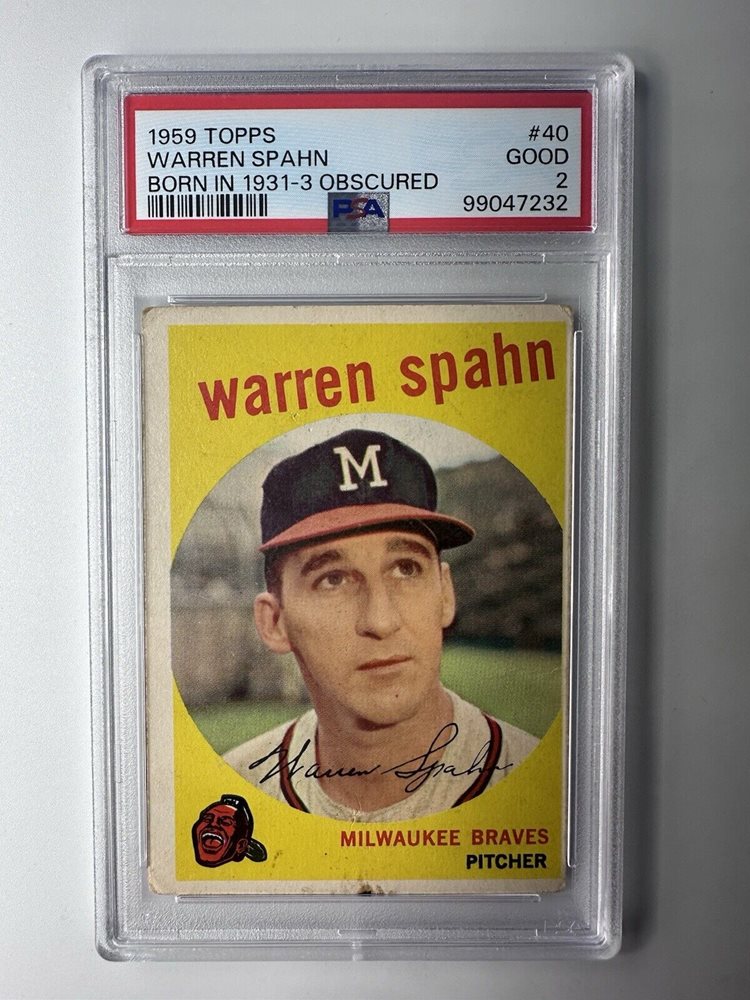 1959 TOPPS #40
WARREN SPAHN GOOD
BORN IN 1931-3 OBSCURED 2
PSA 99047232
warren spahn
M
Warren Spahn
MILWAUKEE BRAVES
PITCHER